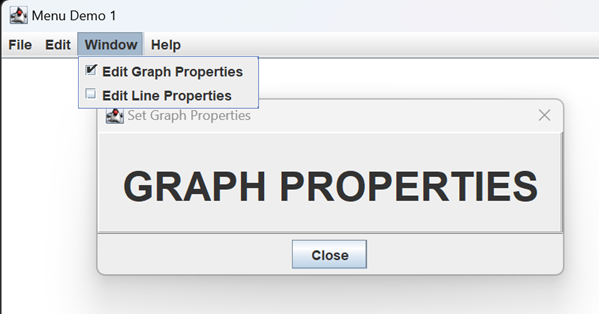 Menu Demo 1
File Edit Window Help
Edit Graph Properties
Edit Line Properties
Set Graph Properties
GRAPH PROPERTIES
Close